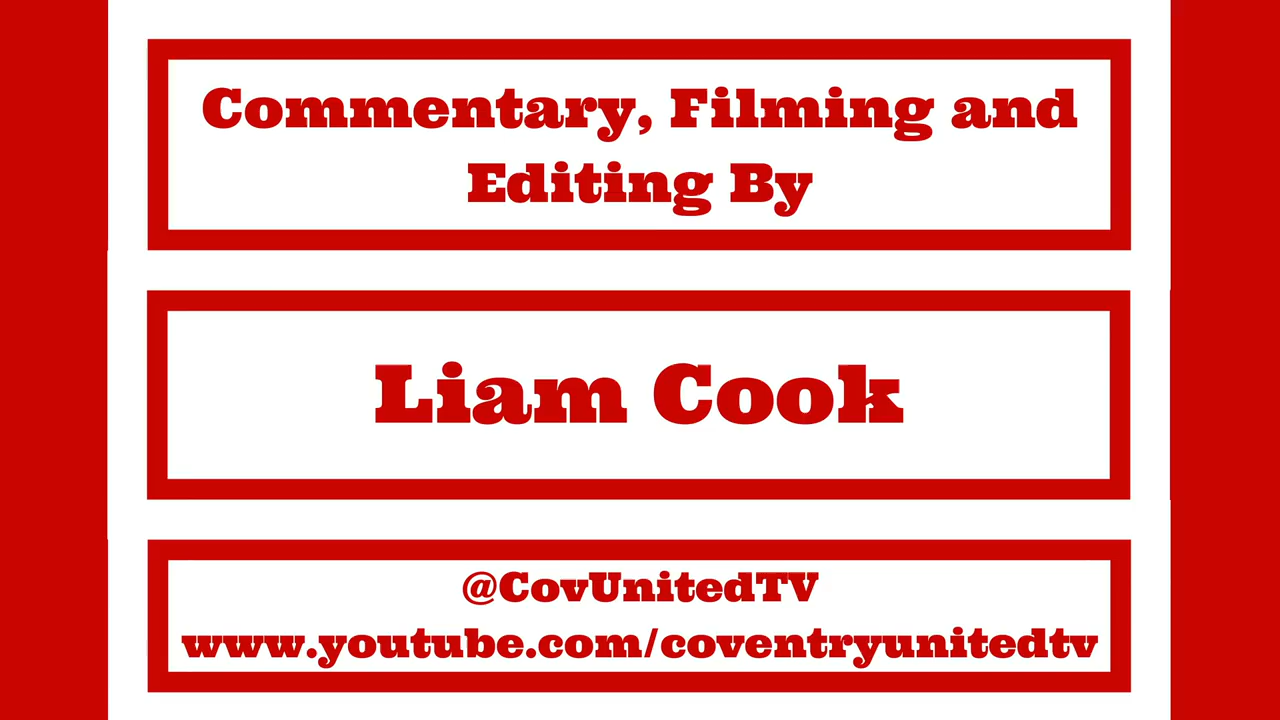 Commentary, Filming and
Editing By
Liam Cook
@CovUnitedTV
www.youtube.com/coventryunitedtv